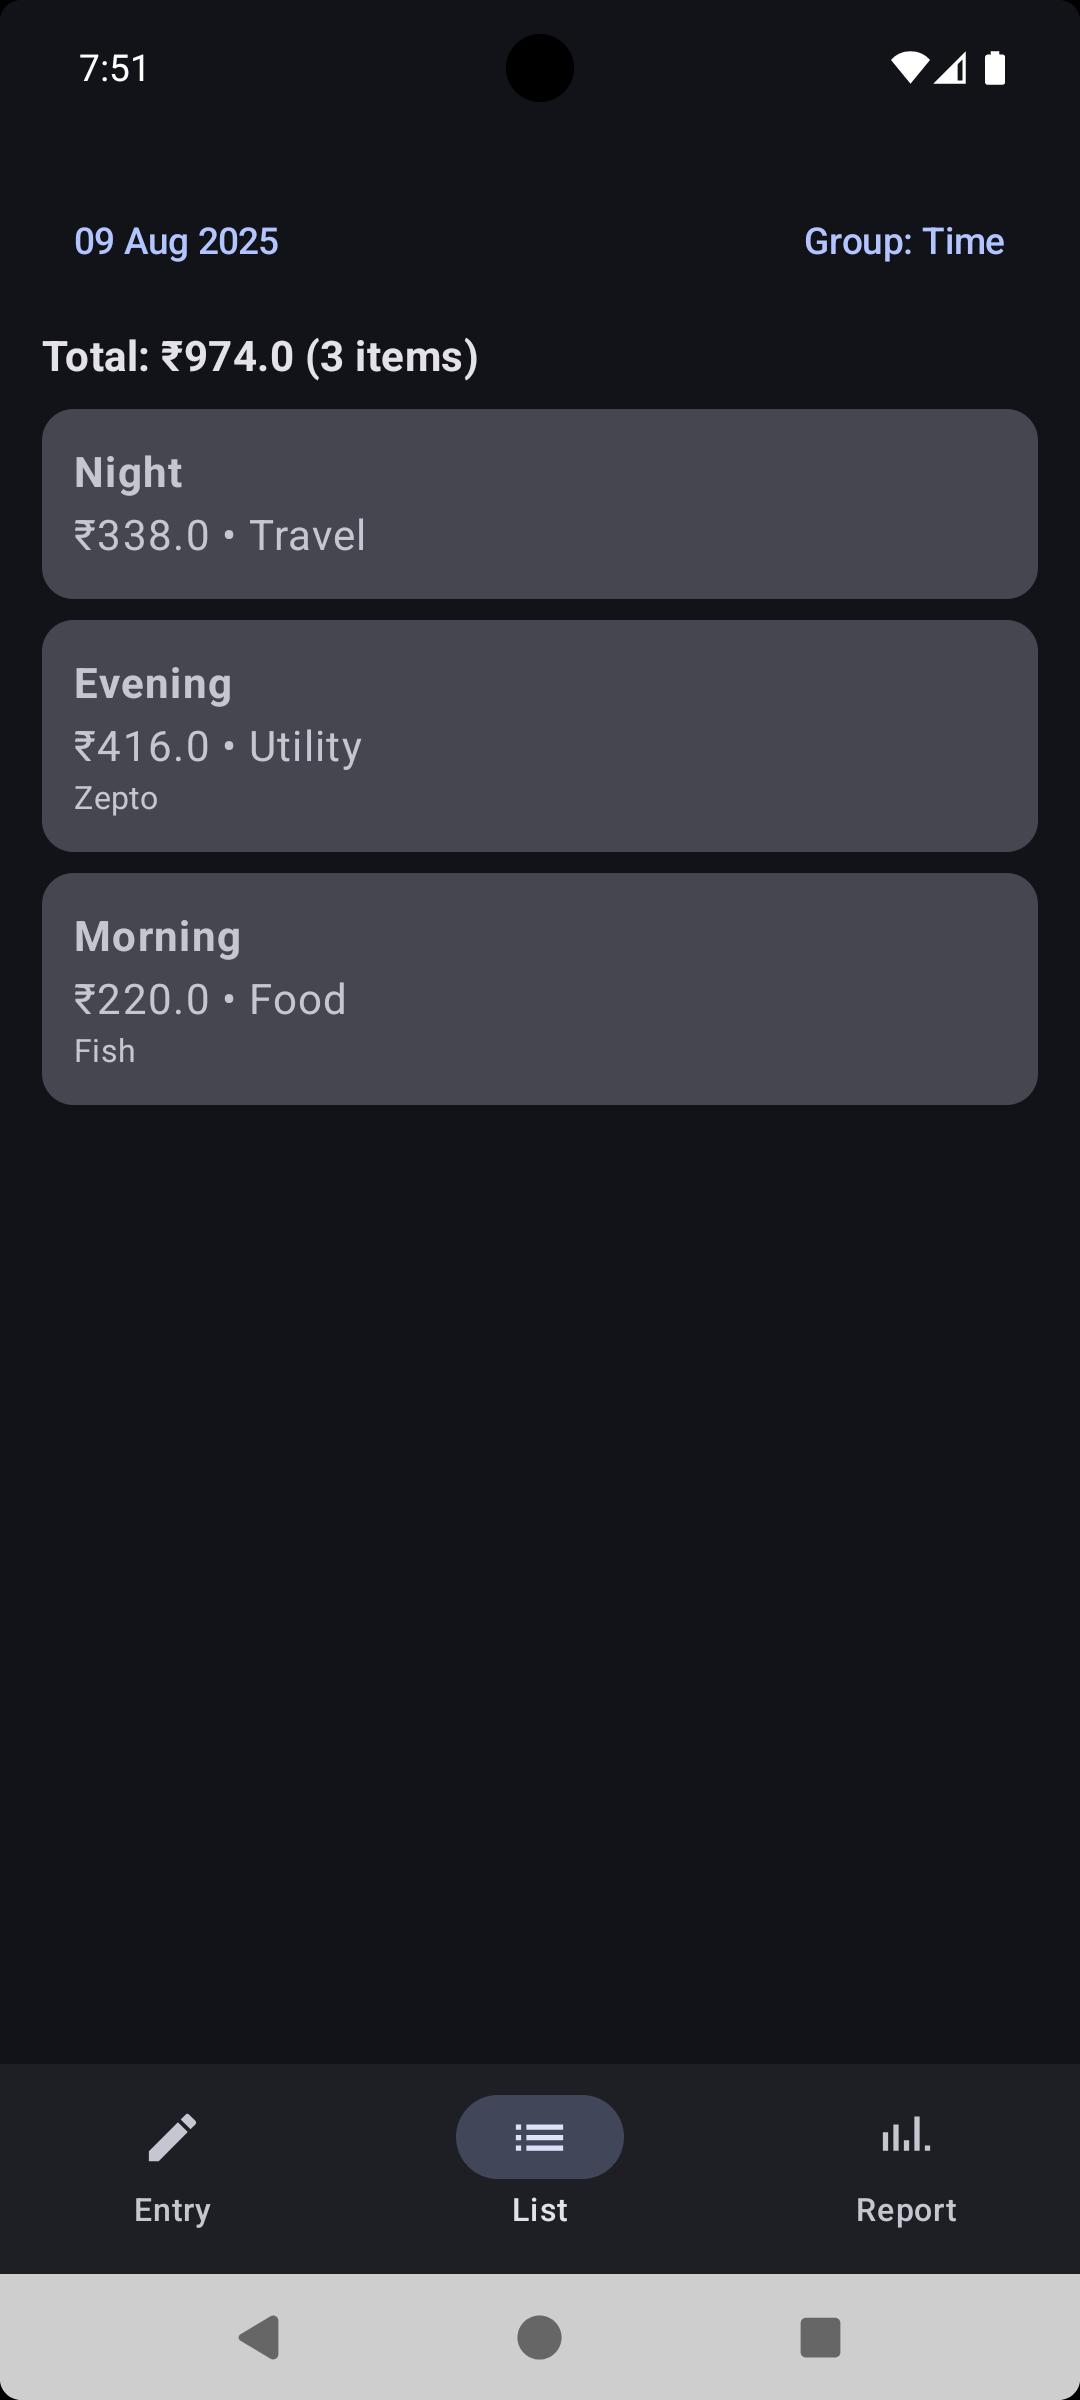 7:51
09 Aug 2025
Group: Time
Total: ₹974.0 (3 items)
Night
₹338.0 • Travel
Evening
₹416.0 • Utility
Zepto
Morning
₹220.0 • Food
Fish
Entry
List
Report